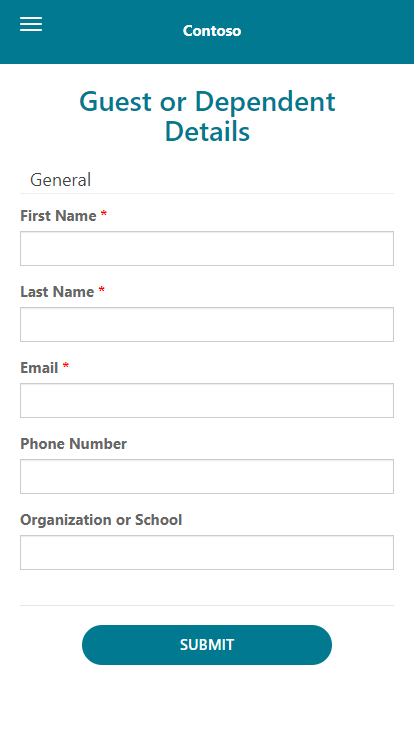 Contoso
Guest or Dependent
Details
General
First Name *
Last Name *
Email *
Phone Number
Organization or School
SUBMIT